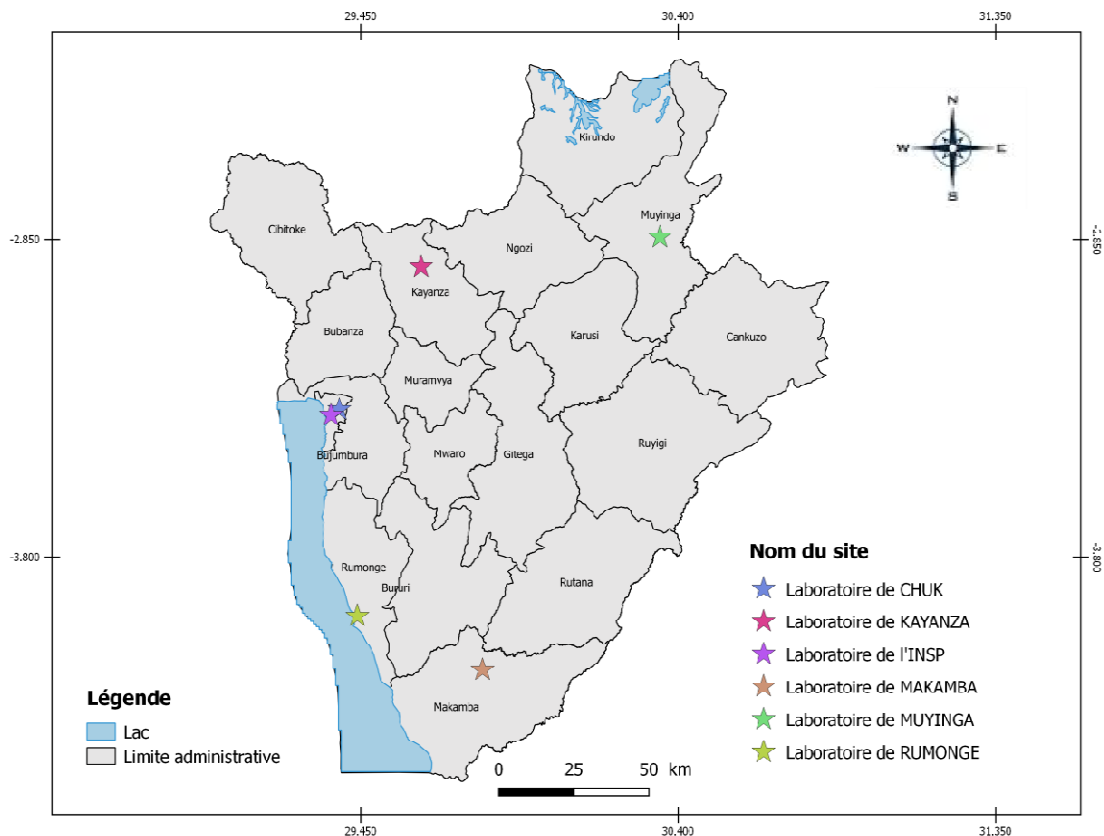 29.450 30.400 31.350
N
W E
S
Kirundo
Muyinga
Cibitoke
-2.850 -2.850
Ngozi
Kayanza
Bubanza
Karusi
Cankuzo
Muramvya
Bujumbura
Mwaro
Gitega
Ruyigi
-3.800 -3.800
Rumonge
Bururi
Rutana
Makamba
Nom du site
Laboratoire de CHUK
Laboratoire de KAYANZA
Laboratoire de l'INSP
Laboratoire de MAKAMBA
Laboratoire de MUYINGA
Laboratoire de RUMONGE
Légende
Lac
Limite administrative
0 25 50 km
29.450 30.400 31.350